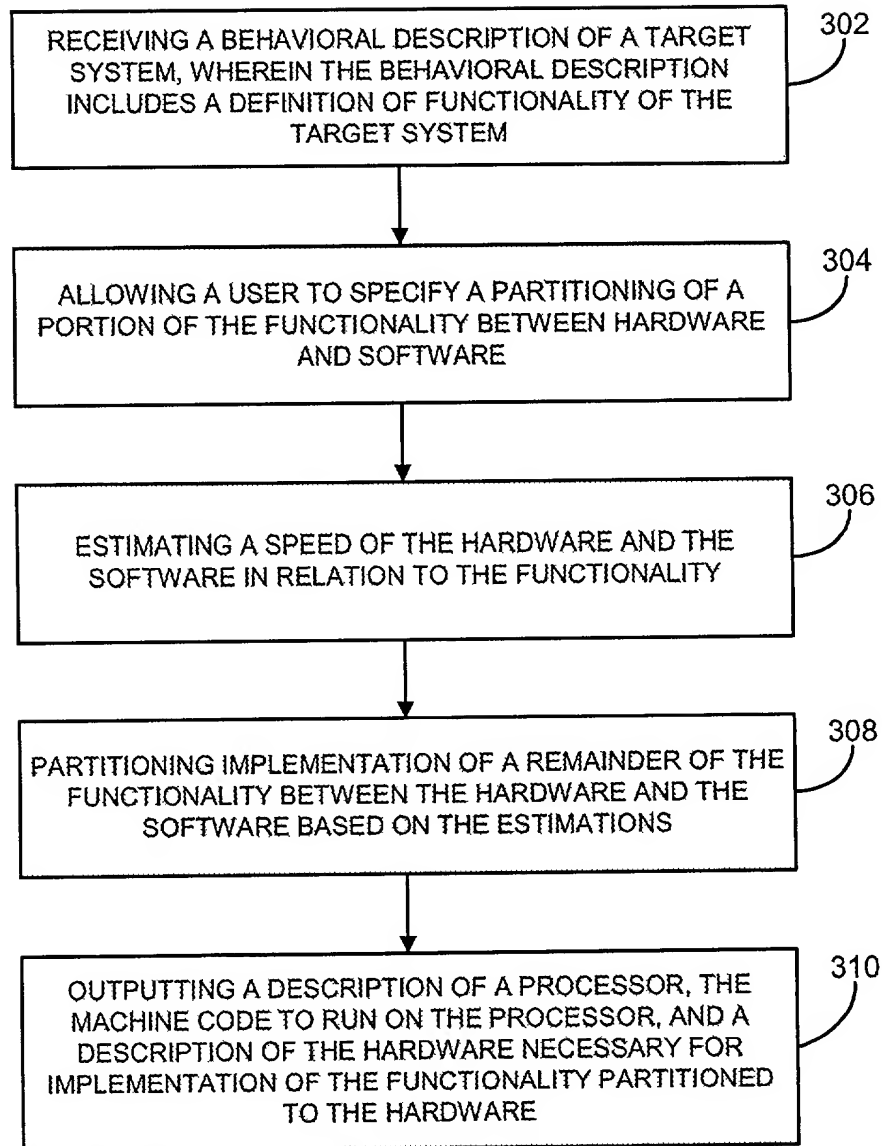 RECEIVING A BEHAVIORAL DESCRIPTION OF A TARGET
SYSTEM, WHEREIN THE BEHAVIORAL DESCRIPTION
INCLUDES A DEFINITION OF FUNCTIONALITY OF THE
TARGET SYSTEM
302
ALLOWING A USER TO SPECIFY A PARTITIONING OF A
PORTION OF THE FUNCTIONALITY BETWEEN HARDWARE
AND SOFTWARE
304
ESTIMATING A SPEED OF THE HARDWARE AND THE
SOFTWARE IN RELATION TO THE FUNCTIONALITY
306
PARTITIONING IMPLEMENTATION OF A REMAINDER OF THE
FUNCTIONALITY BETWEEN THE HARDWARE AND THE
SOFTWARE BASED ON THE ESTIMATIONS
308
OUTPUTTING A DESCRIPTION OF A PROCESSOR, THE
MACHINE CODE TO RUN ON THE PROCESSOR, AND A
DESCRIPTION OF THE HARDWARE NECESSARY FOR
IMPLEMENTATION OF THE FUNCTIONALITY PARTITIONED
TO THE HARDWARE
310